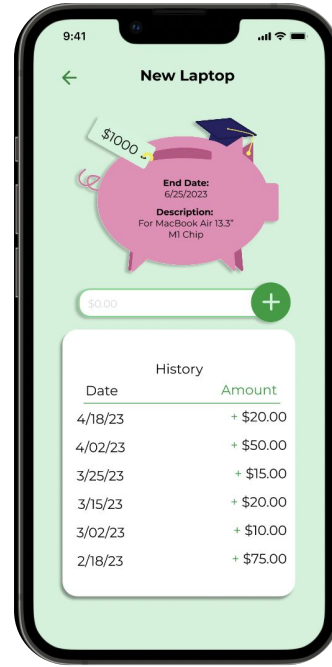 9:41
New Laptop
$1000
End Date:
6/25/2023
Description:
For MacBook Air 13.3"
M1 Chip
$0.00
+
History
Date Amount
4/18/23 + $20.00
4/02/23 + $50.00
3/25/23 + $15.00
3/15/23 + $20.00
3/02/23 + $10.00
2/18/23 + $75.00